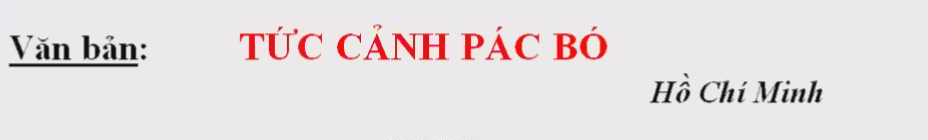 Văn bản: TỨC CẢNH PÁC BÓ
Hồ Chí Minh